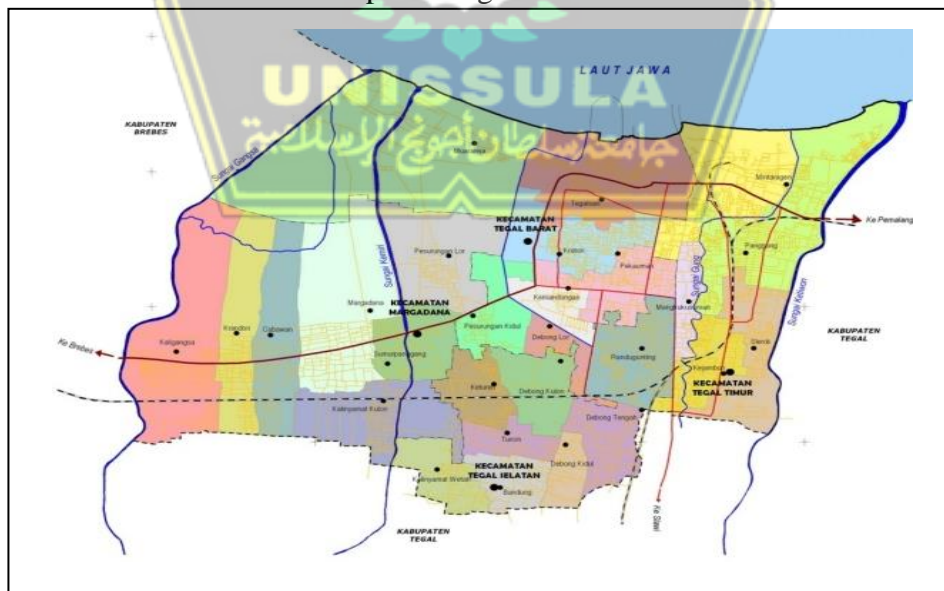 LAUT JAWA
UNISSULA
جامعة سلطان أجونج الإسلامية
KABUPATEN
BREBES
Sungai Gangsa
Muarareja
Mintaragen
Tegalsari
Ke Pemalang
KECAMATAN
TEGAL BARAT
Kraton
Pekauman
Panggung
Pesurungan Lor
Sungai Kemiri
Sungai Gung
Sungai Ketiwon
Kemandungan
Mangkukusuman
Margadana
KECAMATAN
MARGADANA
Pesurungan Kidul
Debong Lor
KABUPATEN
TEGAL
Krandon
Cabawan
Kaligangsa
Ke Brebes
Sumurpanggang
Randugunting
Slerok
Kejambon
KECAMATAN
TEGAL TIMUR
Keturen
Debong Kulon
Kalinyamat Kulon
Debong Tengah
Tunon
Debong Kidul
KECAMATAN
TEGAL SELATAN
Kalinyamat Wetan
Bandung
Ke Slawi
KABUPATEN
TEGAL